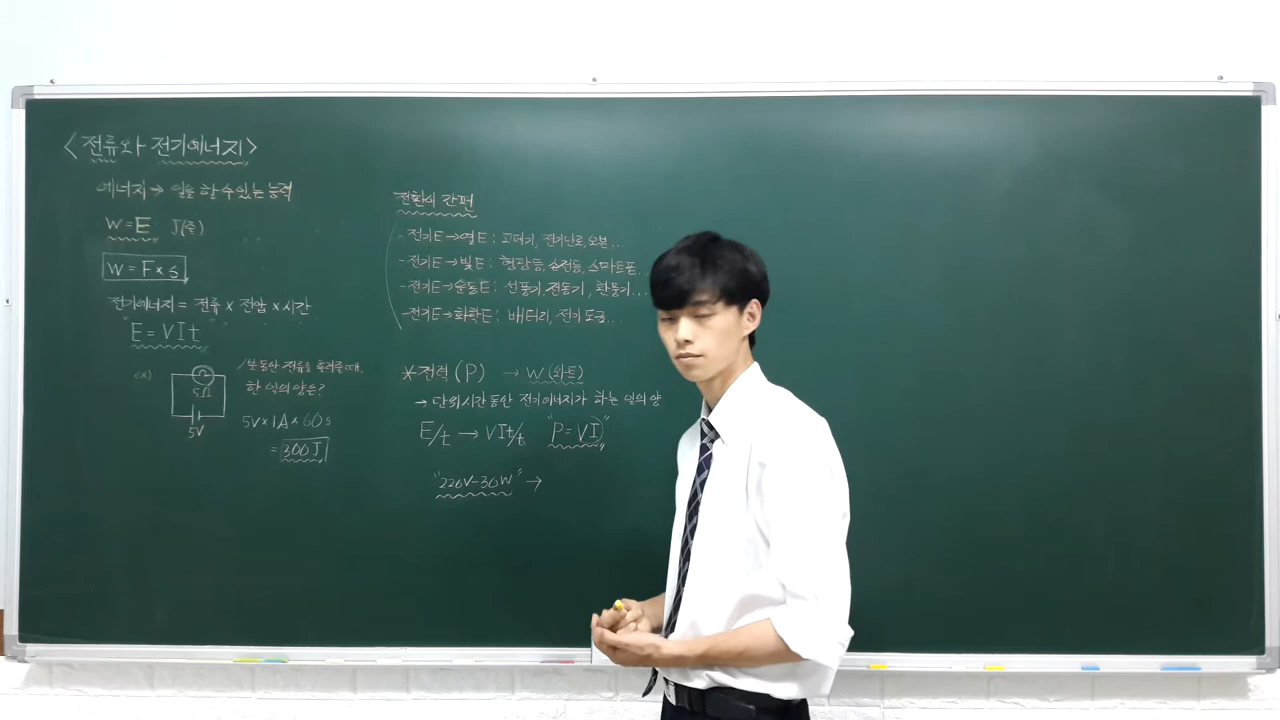 <전류와 전기에너지>
에너지→ 일을 할 수 있는 능력
W=E J(줄)
W=F×s
전기에너지= 전류 × 전압 ×시간
E=VIt
ex)
5Ω
5V
1분동안 전류를 흘려줄 때,
한 일의 양은?
5V×1A×60s
=300J
전환의 간편
-전기E→열E: 고데기, 전기난로, 오븐...
-전기E→빛E: 형광등, 실전등, 스마트폰...
-전기E→운동E: 선풍기, 전동기, 환풍기...
-전기E→화학E: 배터리, 전기 도금...
*전력(P) → W(와트)
→ 단위시간 동안 전기에너지가 하는 일의 양
E/t → VIt/t "P=VI"
"220V-30W" →